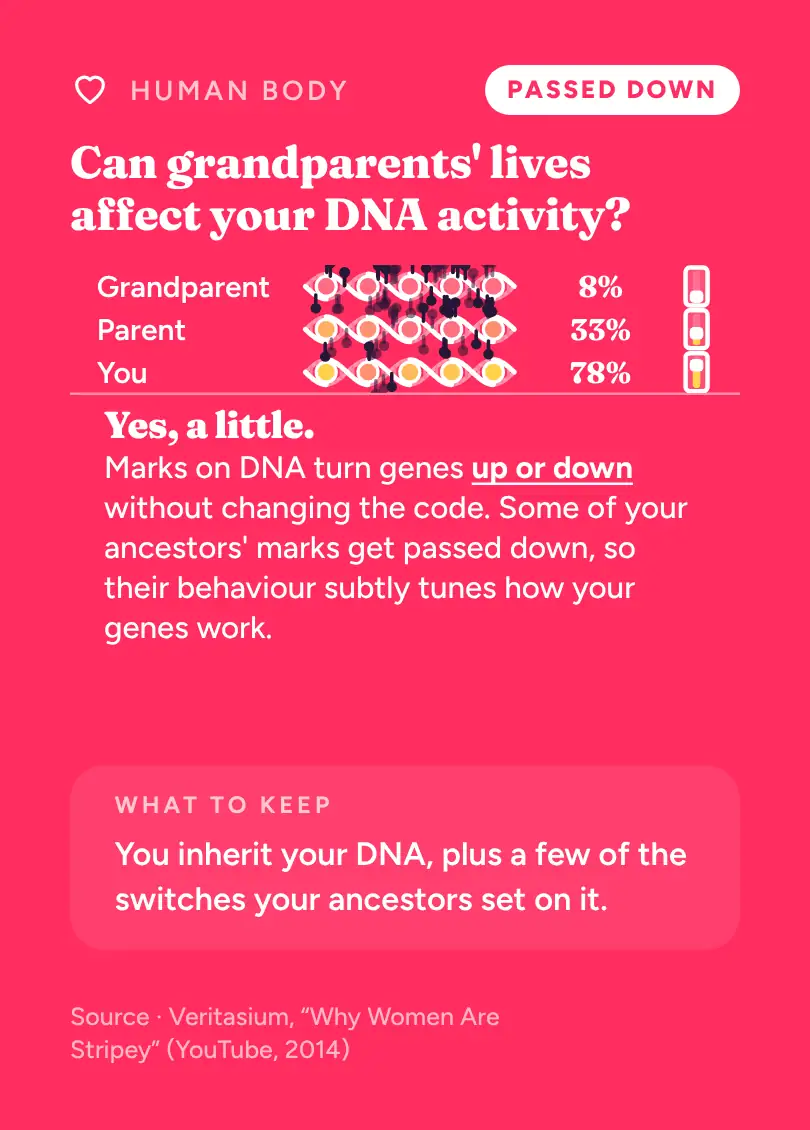 HUMAN BODY
PASSED DOWN
Can grandparents' lives
affect your DNA activity?
Grandparent 8%
Parent 33%
You 78%
Yes, a little.
Marks on DNA turn genes up or down
without changing the code. Some of your
ancestors' marks get passed down, so
their behaviour subtly tunes how your
genes work.
WHAT TO KEEP
You inherit your DNA, plus a few of the
switches your ancestors set on it.
Source · Veritasium, “Why Women Are
Stripey” (YouTube, 2014)